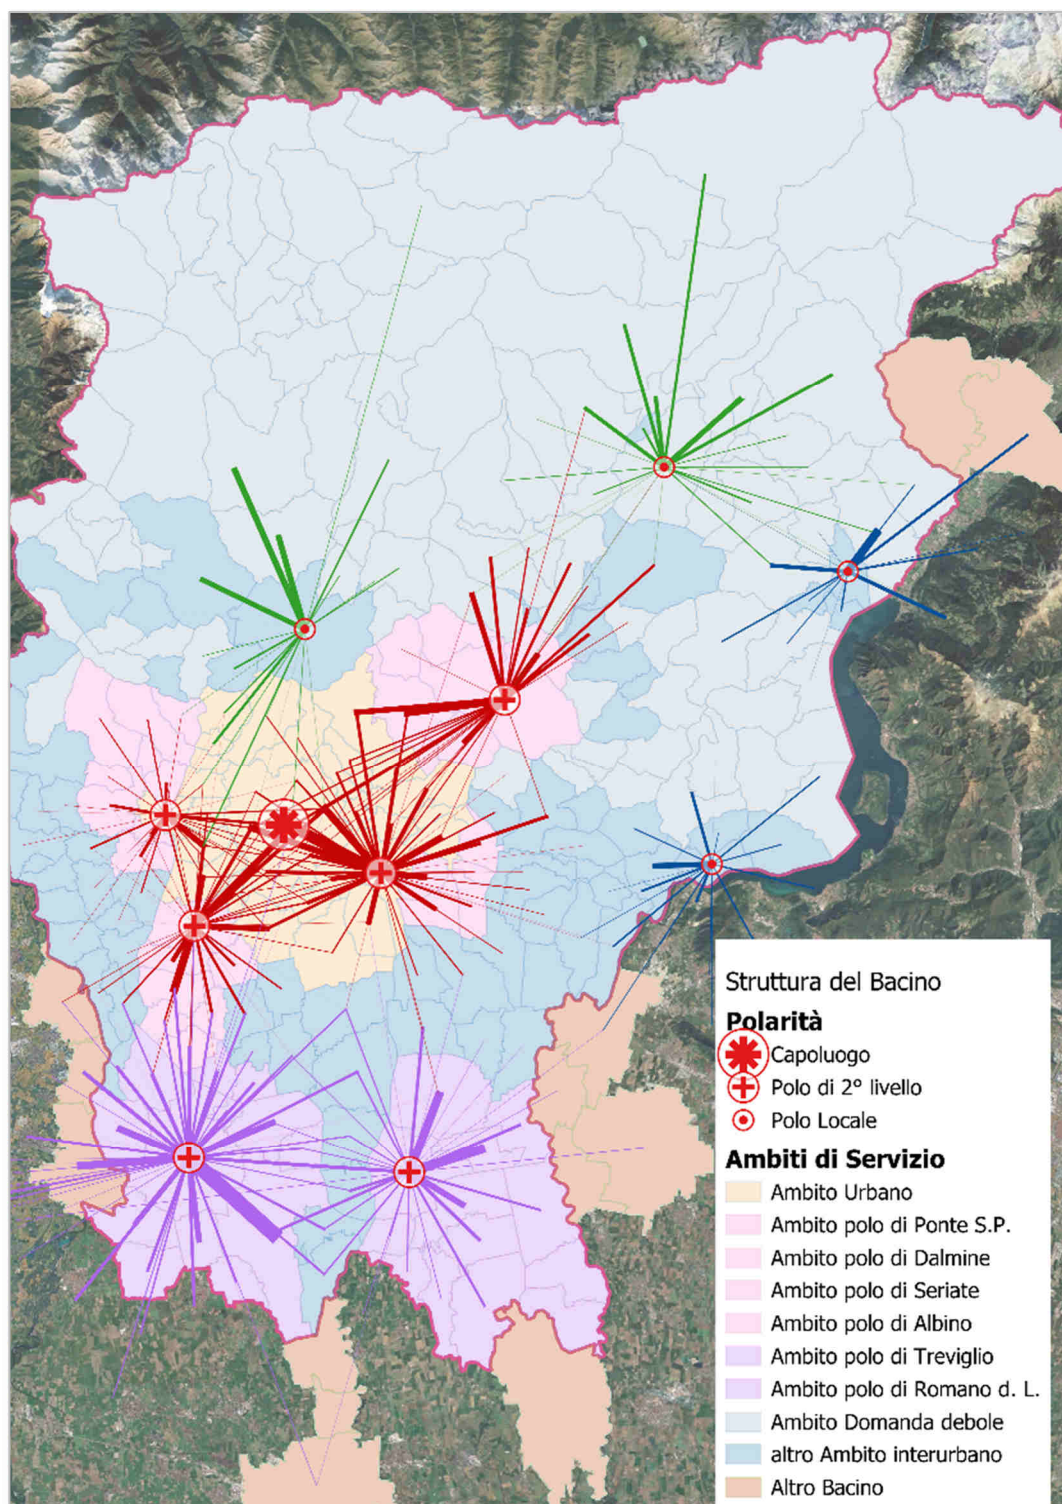 Struttura del Bacino
Polarità
Capoluogo
Polo di 2° livello
Polo Locale
Ambiti di Servizio
Ambito Urbano
Ambito polo di Ponte S.P.
Ambito polo di Dalmine
Ambito polo di Seriate
Ambito polo di Albino
Ambito polo di Treviglio
Ambito polo di Romano d. L.
Ambito Domanda debole
altro Ambito interurbano
Altro Bacino